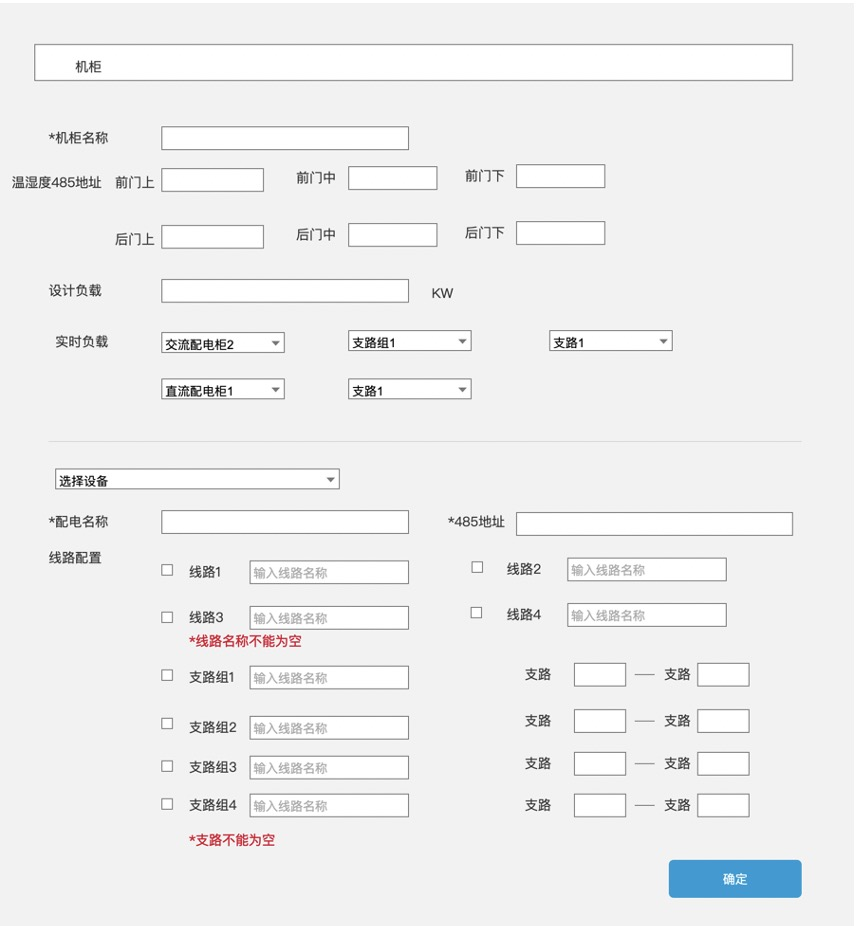 机柜
*机柜名称
温湿度485地址 前门上 前门中 前门下
后门上 后门中 后门下
设计负载 KW
实时负载 交流配电柜2 支路组1 支路1
直流配电柜1 支路1
选择设备
*配电名称 *485地址
线路配置
线路1 输入线路名称 线路2 输入线路名称
线路3 输入线路名称 线路4 输入线路名称
*线路名称不能为空
支路组1 输入线路名称 支路 — 支路
支路组2 输入线路名称 支路 — 支路
支路组3 输入线路名称 支路 — 支路
支路组4 输入线路名称 支路 — 支路
*支路不能为空
确定